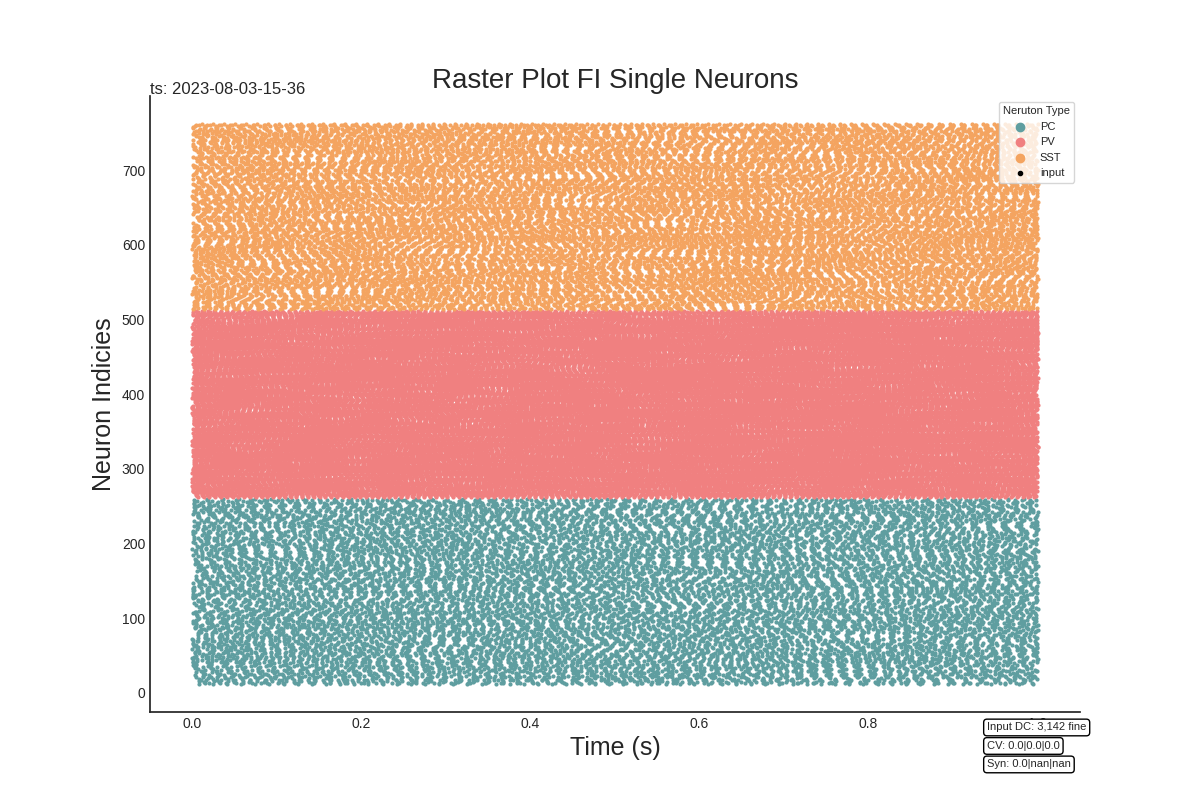 Raster Plot FI Single Neurons
ts: 2023-08-03-15-36
Neruton Type
PC
PV
SST
input
Neuron Indicies
700
600
500
400
300
200
100
0
0.0
0.2
0.4
0.6
0.8
Time (s)
Input DC: 3,142 fine
CV: 0.0|0.0|0.0
Syn: 0.0|nan|nan